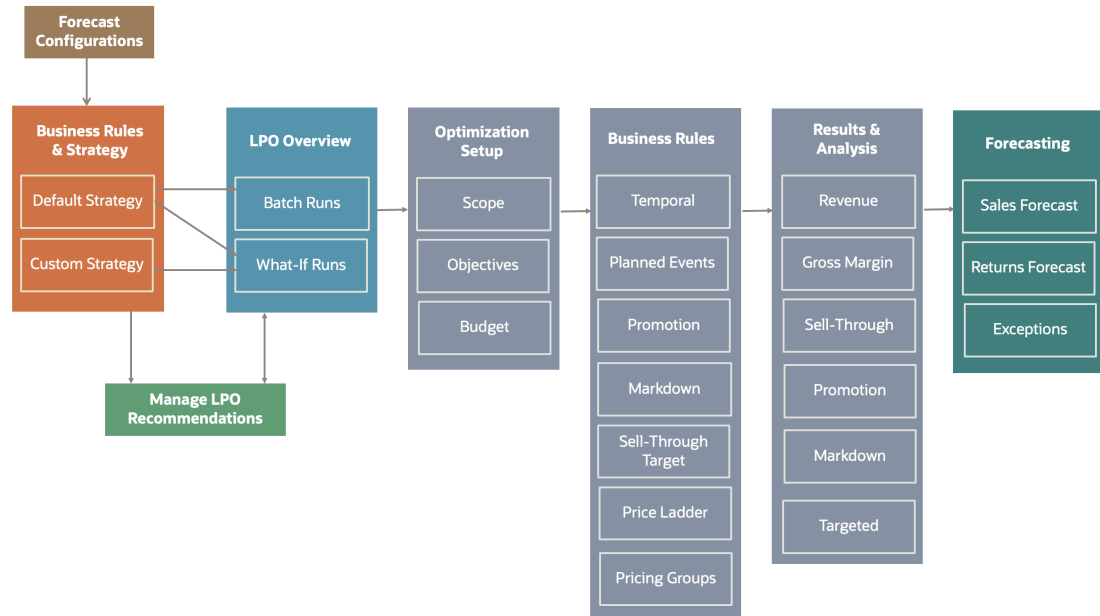 Forecast
Configurations
Business Rules
& Strategy
Default Strategy
Custom Strategy
LPO Overview
Batch Runs
What-If Runs
Manage LPO
Recommendations
Optimization
Setup
Scope
Objectives
Budget
Business Rules
Temporal
Planned Events
Promotion
Markdown
Sell-Through
Target
Price Ladder
Pricing Groups
Results &
Analysis
Revenue
Gross Margin
Sell-Through
Promotion
Markdown
Targeted
Forecasting
Sales Forecast
Returns Forecast
Exceptions